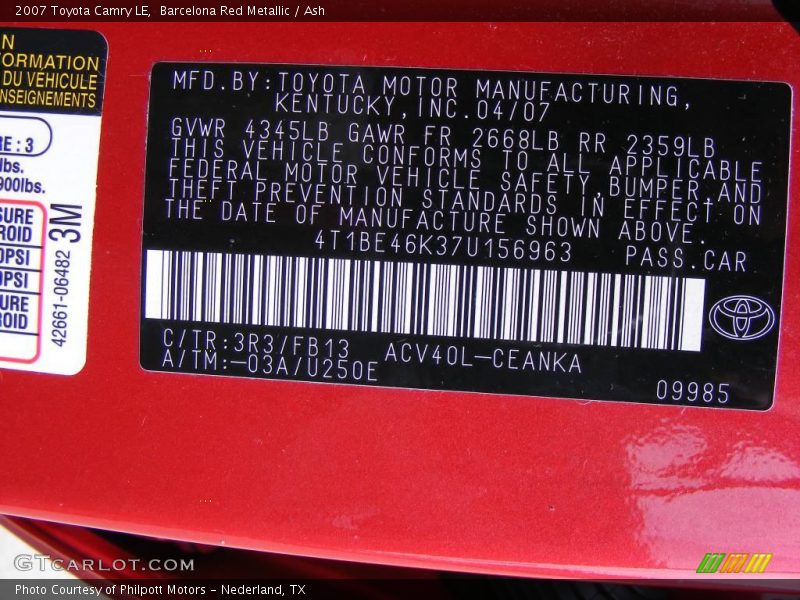 2007 Toyota Camry LE, Barcelona Red Metallic / Ash
N
ORMATION
DU VÉHICULE
NSEIGNEMENTS
RE : 3
lbs.
900lbs.
SURE
ROID
0PSI
0PSI
SURE
ROID
42661-06482 3M
MFD.BY:TOYOTA MOTOR MANUFACTURING,
KENTUCKY,INC.04/07
GVWR 4345LB GAWR FR 2668LB RR 2359LB
THIS VEHICLE CONFORMS TO ALL APPLICABLE
FEDERAL MOTOR VEHICLE SAFETY,BUMPER,AND
THEFT PREVENTION STANDARDS IN EFFECT ON
THE DATE OF MANUFACTURE SHOWN ABOVE.
4T1BE46K37U156963 PASS.CAR
C/TR:3R3/FB13 ACV40L-CEANKA
A/TM:-03A/U250E
09985
GTCARLOT.COM
Photo Courtesy of Philpott Motors - Nederland, TX